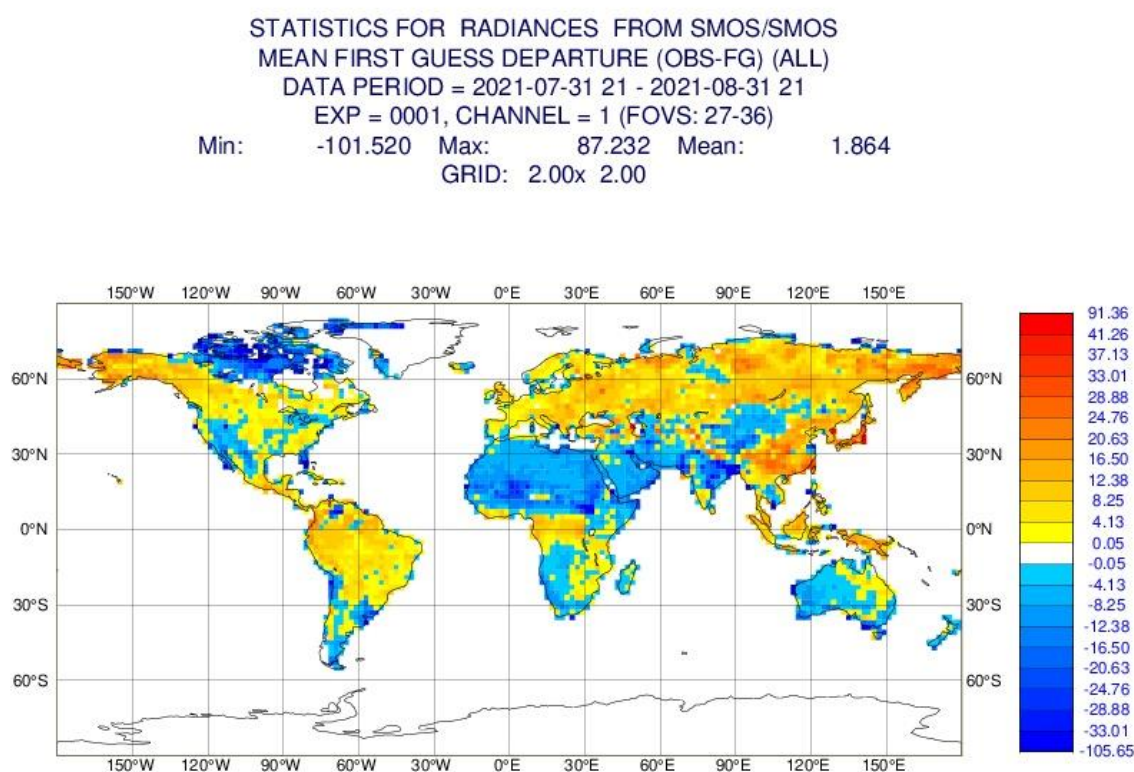 STATISTICS FOR RADIANCES FROM SMOS/SMOS
MEAN FIRST GUESS DEPARTURE (OBS-FG) (ALL)
DATA PERIOD = 2021-07-31 21 - 2021-08-31 21
EXP = 0001, CHANNEL = 1 (FOVS: 27-36)
Min: -101.520 Max: 87.232 Mean: 1.864
GRID: 2.00x 2.00
150°W 120°W 90°W 60°W 30°W 0°E 30°E 60°E 90°E 120°E 150°E
60°N 60°N
30°N 30°N
0°N 0°N
30°S 30°S
60°S 60°S
150°W 120°W 90°W 60°W 30°W 0°E 30°E 60°E 90°E 120°E 150°E
91.36
41.26
37.13
33.01
28.88
24.76
20.63
16.50
12.38
8.25
4.13
0.05
-0.05
-4.13
-8.25
-12.38
-16.50
-20.63
-24.76
-28.88
-33.01
-105.65